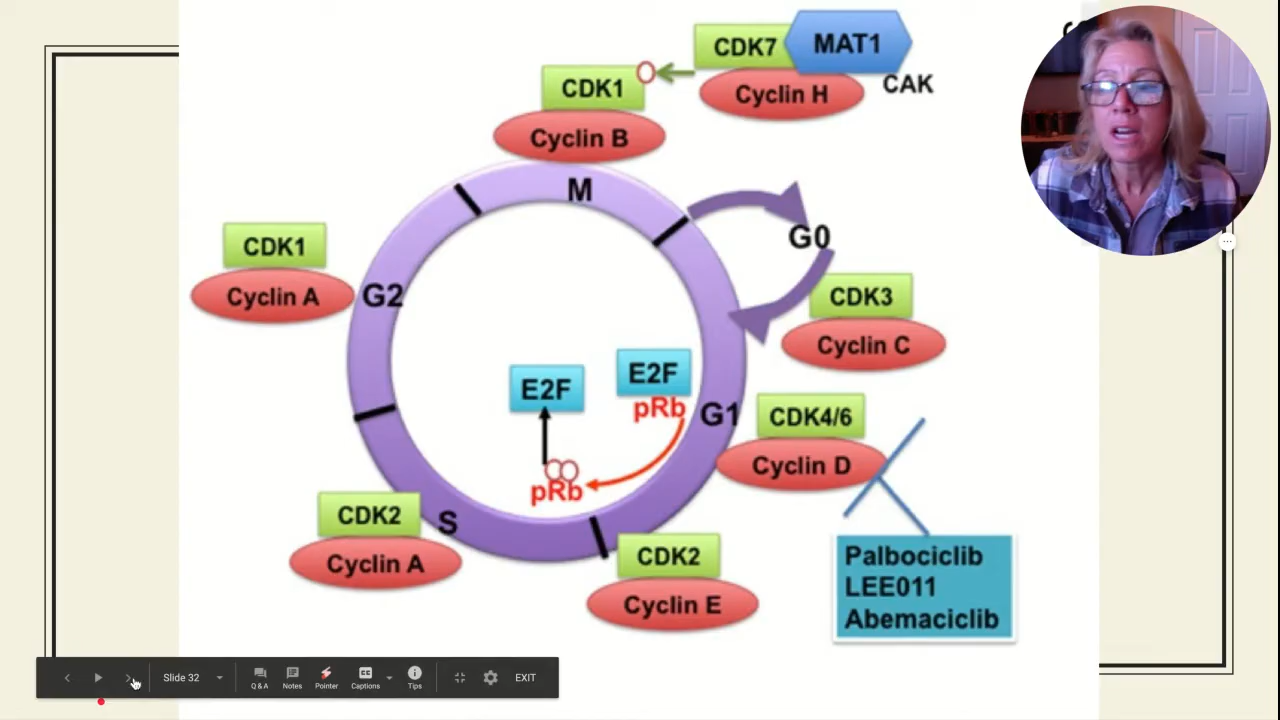 CDK7
MAT1
Cyclin H
CAK
CDK1
Cyclin B
M
G0
CDK1
Cyclin A
G2
CDK3
Cyclin C
E2F
E2F
pRb
pRb
G1
CDK4/6
Cyclin D
CDK2
Cyclin A
S
CDK2
Cyclin E
Palbociclib
LEE011
Abemaciclib
Slide 32
Q & A
Notes
Pointer
Captions
Tips
EXIT